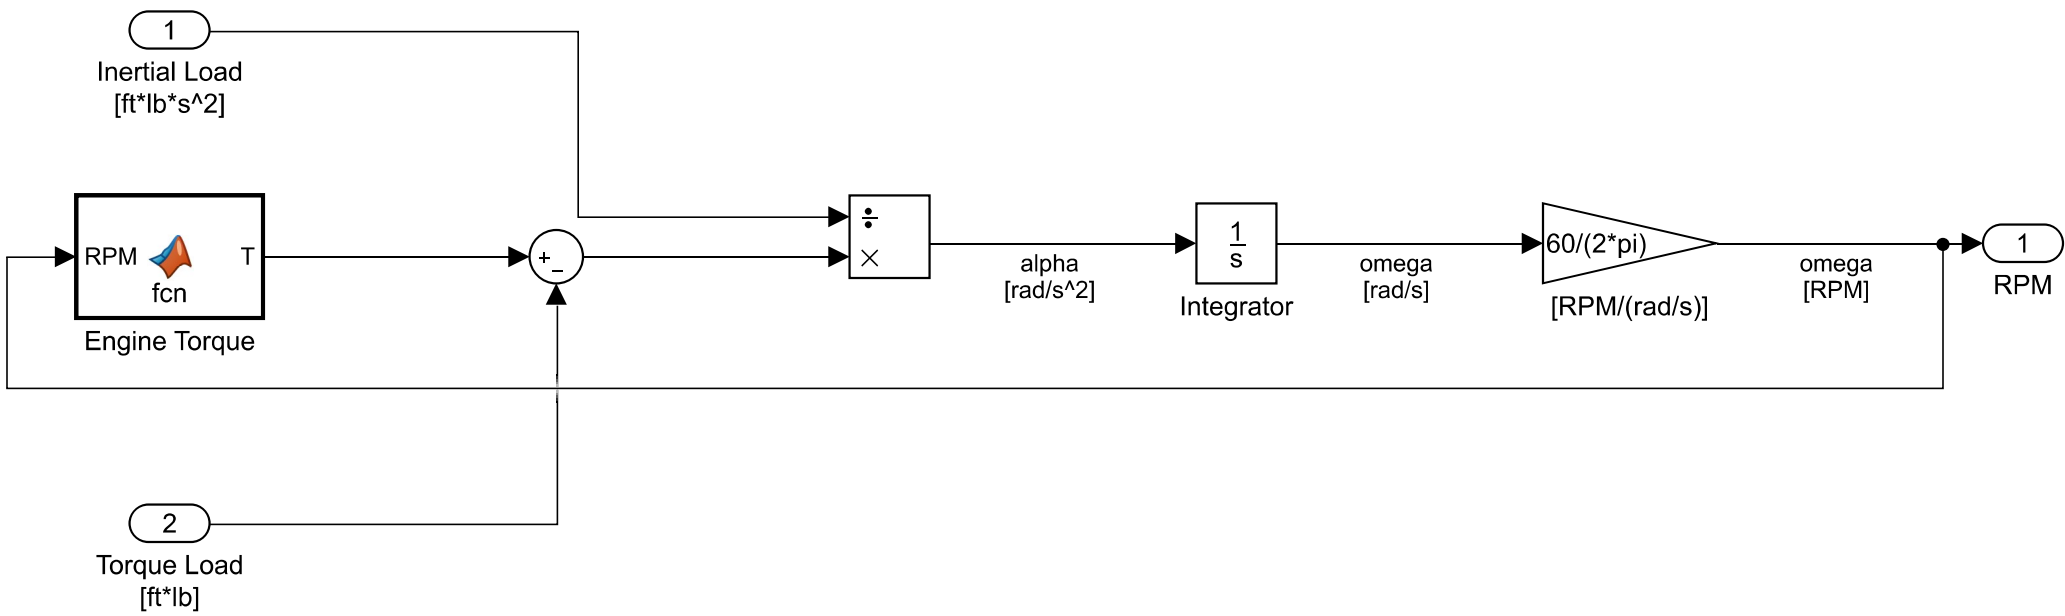 1
Inertial Load
[ft*lb*s^2]
RPM
T
fcn
Engine Torque
+
−
÷
×
alpha
[rad/s^2]
1
s
Integrator
omega
[rad/s]
60/(2*pi)
[RPM/(rad/s)]
omega
[RPM]
1
RPM
2
Torque Load
[ft*lb]